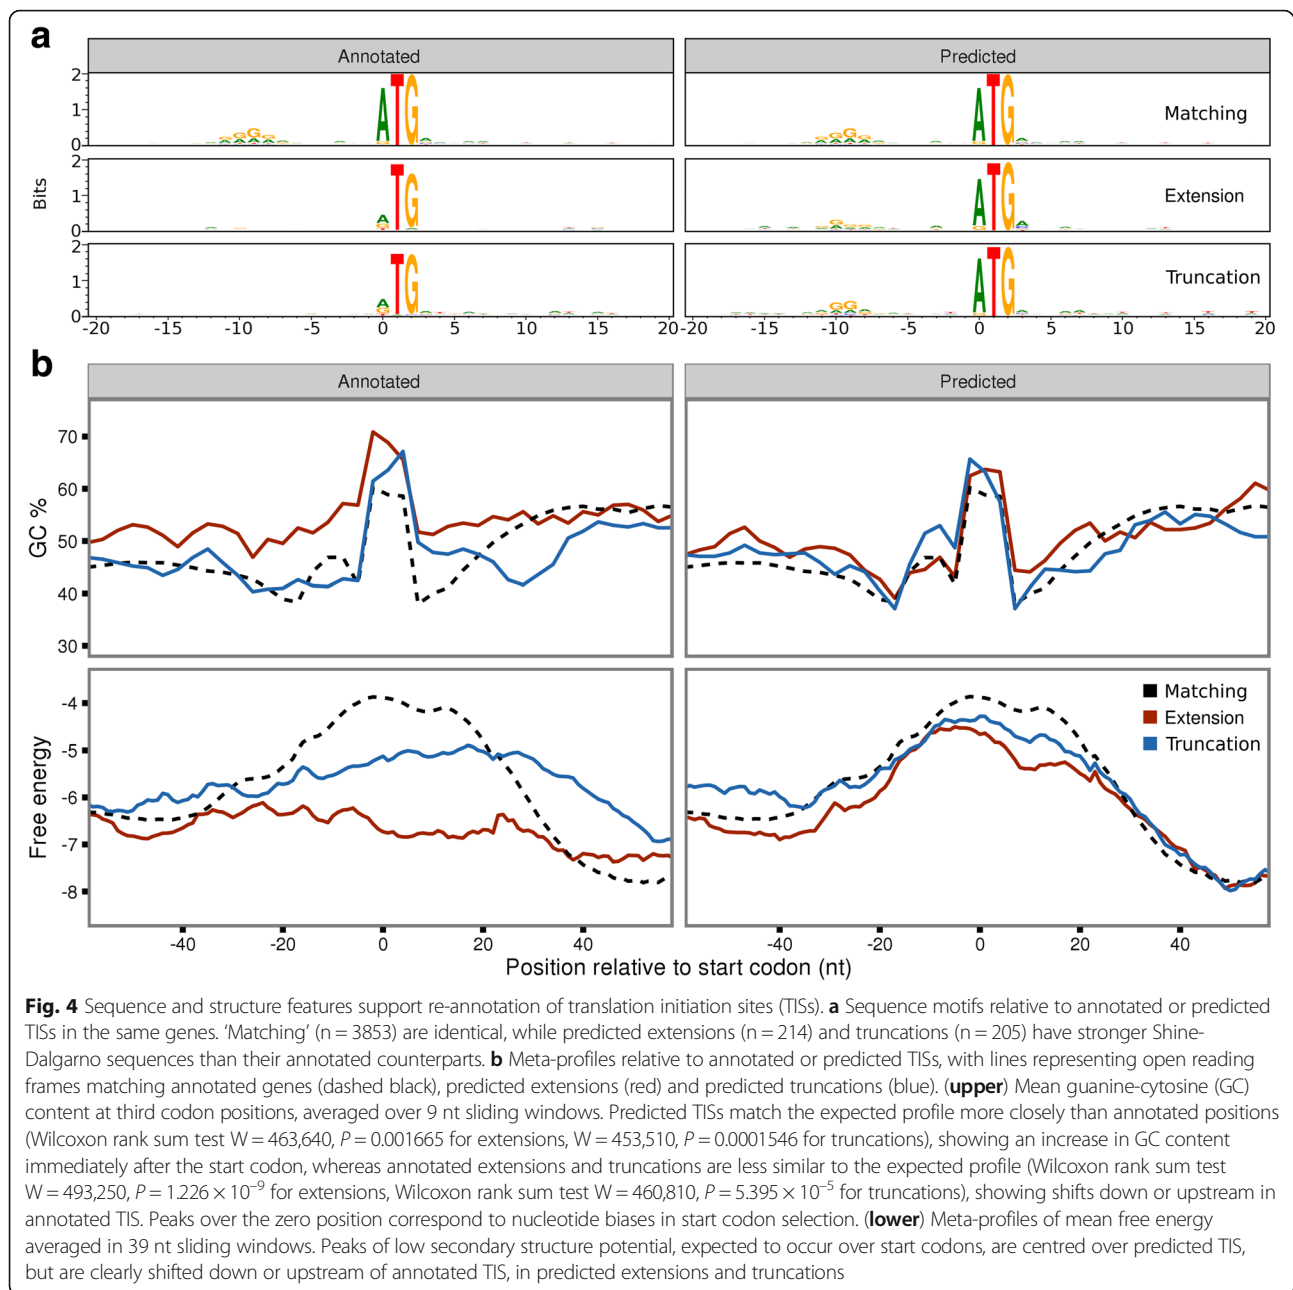 a
Annotated
Predicted
Bits
2
1
0
ATG
ATG
Matching
2
1
0
A
TG
ATG
Extension
2
1
0
A
G
TG
ATG
Truncation
-20 -15 -10 -5 0 5 10 15 20
-20 -15 -10 -5 0 5 10 15 20
b
Annotated
Predicted
GC %
70
60
50
40
30
Free energy
-4
-5
-6
-7
-8
Matching
Extension
Truncation
-40 -20 0 20 40
-40 -20 0 20 40
Position relative to start codon (nt)
Fig. 4 Sequence and structure features support re-annotation of translation initiation sites (TISs). a Sequence motifs relative to annotated or predicted
TISs in the same genes. ‘Matching’ (n = 3853) are identical, while predicted extensions (n = 214) and truncations (n = 205) have stronger Shine-
Dalgarno sequences than their annotated counterparts. b Meta-profiles relative to annotated or predicted TISs, with lines representing open reading
frames matching annotated genes (dashed black), predicted extensions (red) and predicted truncations (blue). (upper) Mean guanine-cytosine (GC)
content at third codon positions, averaged over 9 nt sliding windows. Predicted TISs match the expected profile more closely than annotated positions
(Wilcoxon rank sum test W = 463,640, P = 0.001665 for extensions, W = 453,510, P = 0.0001546 for truncations), showing an increase in GC content
immediately after the start codon, whereas annotated extensions and truncations are less similar to the expected profile (Wilcoxon rank sum test
W = 493,250, P = 1.226 × 10⁻⁹ for extensions, Wilcoxon rank sum test W = 460,810, P = 5.395 × 10⁻⁵ for truncations), showing shifts down or upstream in
annotated TIS. Peaks over the zero position correspond to nucleotide biases in start codon selection. (lower) Meta-profiles of mean free energy
averaged in 39 nt sliding windows. Peaks of low secondary structure potential, expected to occur over start codons, are centred over predicted TIS,
but are clearly shifted down or upstream of annotated TIS, in predicted extensions and truncations